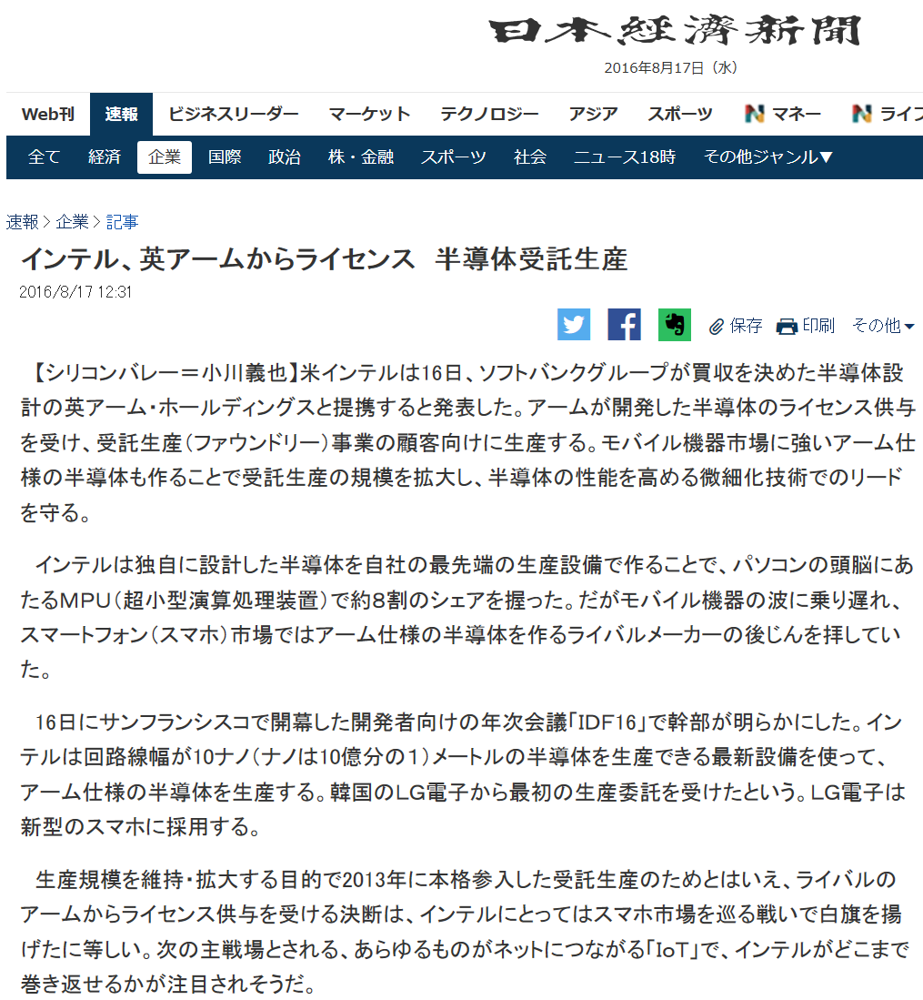 日本経済新聞
2016年8月17日（水）
Web刊 速報 ビジネスリーダー マーケット テクノロジー アジア スポーツ マネー ライフ
全て 経済 企業 国際 政治 株・金融 スポーツ 社会 ニュース18時 その他ジャンル▼
速報 > 企業 > 記事
インテル、英アームからライセンス　半導体受託生産
2016/8/17 12:31
保存 印刷 その他
【シリコンバレー＝小川義也】米インテルは16日、ソフトバンクグループが買収を決めた半導体設
計の英アーム・ホールディングスと提携すると発表した。アームが開発した半導体のライセンス供与
を受け、受託生産（ファウンドリー）事業の顧客向けに生産する。モバイル機器市場に強いアーム仕
様の半導体も作ることで受託生産の規模を拡大し、半導体の性能を高める微細化技術でのリード
を守る。
インテルは独自に設計した半導体を自社の最先端の生産設備で作ることで、パソコンの頭脳にあ
たるＭＰＵ（超小型演算処理装置）で約８割のシェアを握った。だがモバイル機器の波に乗り遅れ、
スマートフォン（スマホ）市場ではアーム仕様の半導体を作るライバルメーカーの後じんを拝してい
た。
16日にサンフランシスコで開幕した開発者向けの年次会議「ＩＤＦ16」で幹部が明らかにした。イン
テルは回路線幅が10ナノ（ナノは10億分の１）メートルの半導体を生産できる最新設備を使って、
アーム仕様の半導体を生産する。韓国のＬＧ電子から最初の生産委託を受けたという。ＬＧ電子は
新型のスマホに採用する。
生産規模を維持・拡大する目的で2013年に本格参入した受託生産のためとはいえ、ライバルの
アームからライセンス供与を受ける決断は、インテルにとってはスマホ市場を巡る戦いで白旗を揚
げたに等しい。次の主戦場とされる、あらゆるものがネットにつながる「ＩｏＴ」で、インテルがどこまで
巻き返せるかが注目されそうだ。